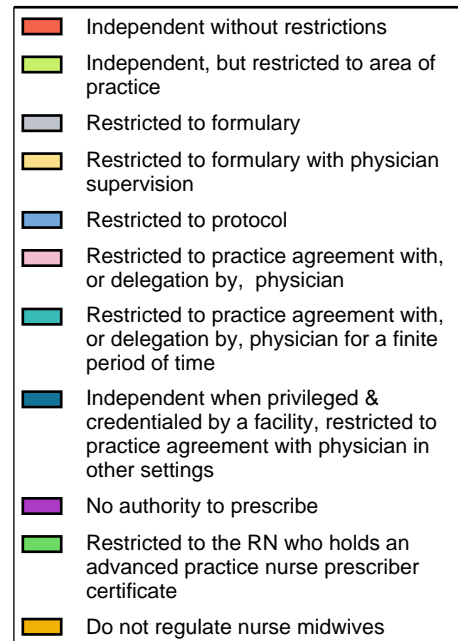 Independent without restrictions
Independent, but restricted to area of
practice
Restricted to formulary
Restricted to formulary with physician
supervision
Restricted to protocol
Restricted to practice agreement with,
or delegation by, physician
Restricted to practice agreement with,
or delegation by, physician for a finite
period of time
Independent when privileged &
credentialed by a facility, restricted to
practice agreement with physician in
other settings
No authority to prescribe
Restricted to the RN who holds an
advanced practice nurse prescriber
certificate
Do not regulate nurse midwives